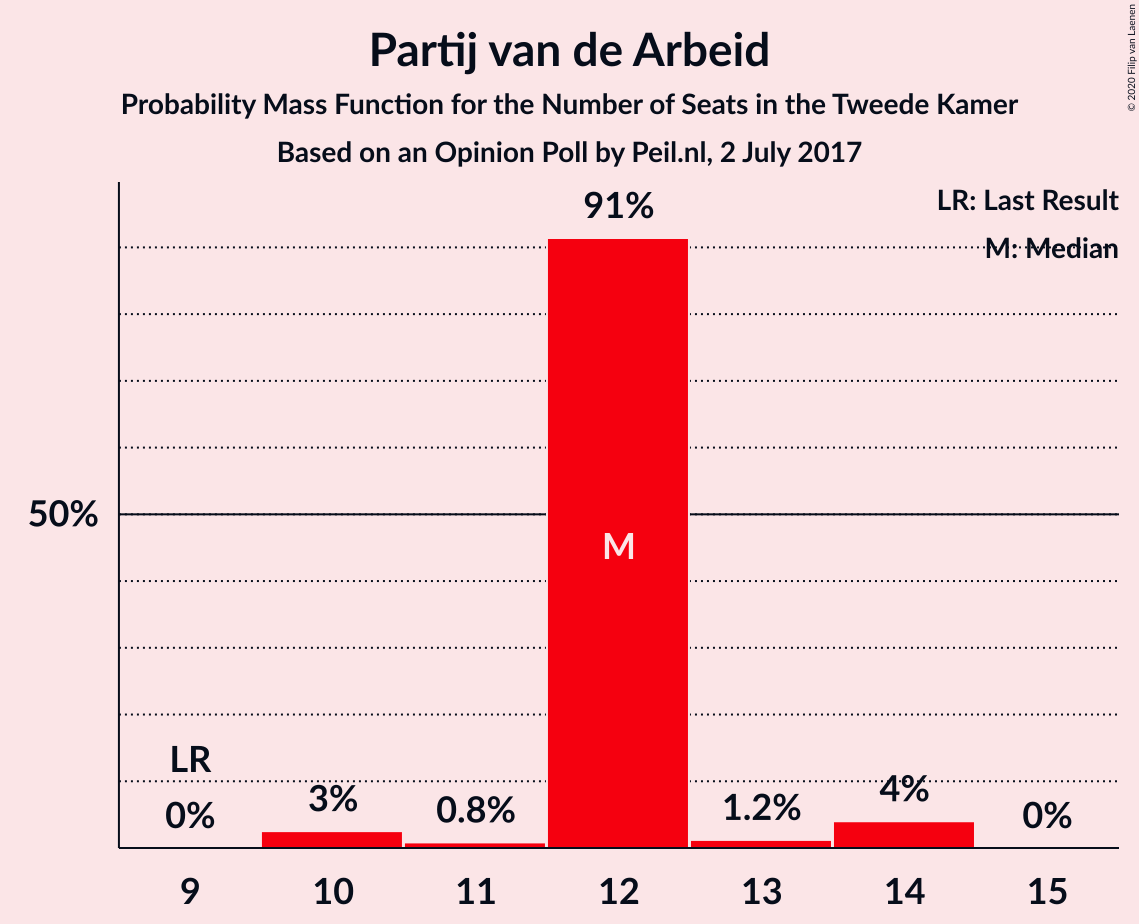 Partij van de Arbeid
Probability Mass Function for the Number of Seats in the Tweede Kamer
Based on an Opinion Poll by Peil.nl, 2 July 2017
© 2020 Filip van Laenen
LR: Last Result
M: Median
91%
50%
M
LR
0%
3%
0.8%
1.2%
4%
0%
9
10
11
12
13
14
15